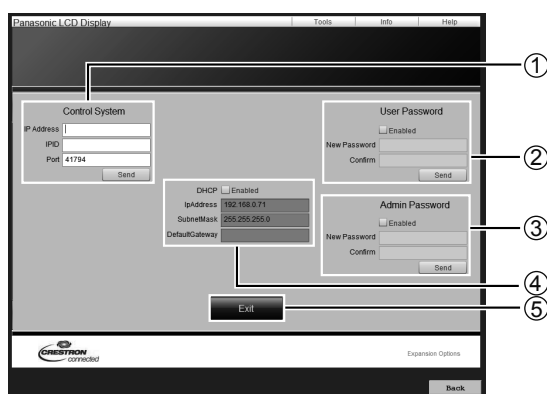 Panasonic LCD Display
Tools Info Help
①
Control System
IP Address
IPID
Port 41794
Send
User Password
Enabled
New Password
Confirm
Send
②
DHCP Enabled
IpAddress 192.168.0.71
SubnetMask 255.255.255.0
DefaultGateway
Admin Password
Enabled
New Password
Confirm
Send
③
④
Exit
⑤
CRESTRON
connected
Expansion Options
Back